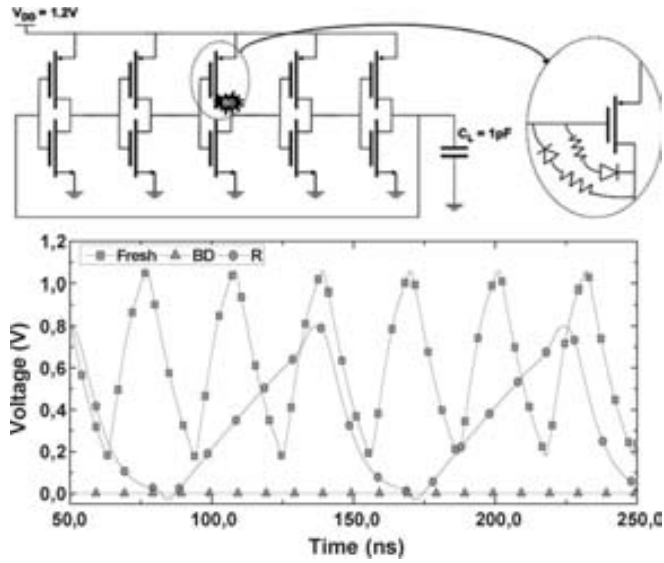 V_DD = 1.2V
C_L = 1pF
Fresh BD R
1,2
1,0
0,8
0,6
0,4
0,2
0,0
Voltage (V)
50,0 100,0 150,0 200,0 250,0
Time (ns)